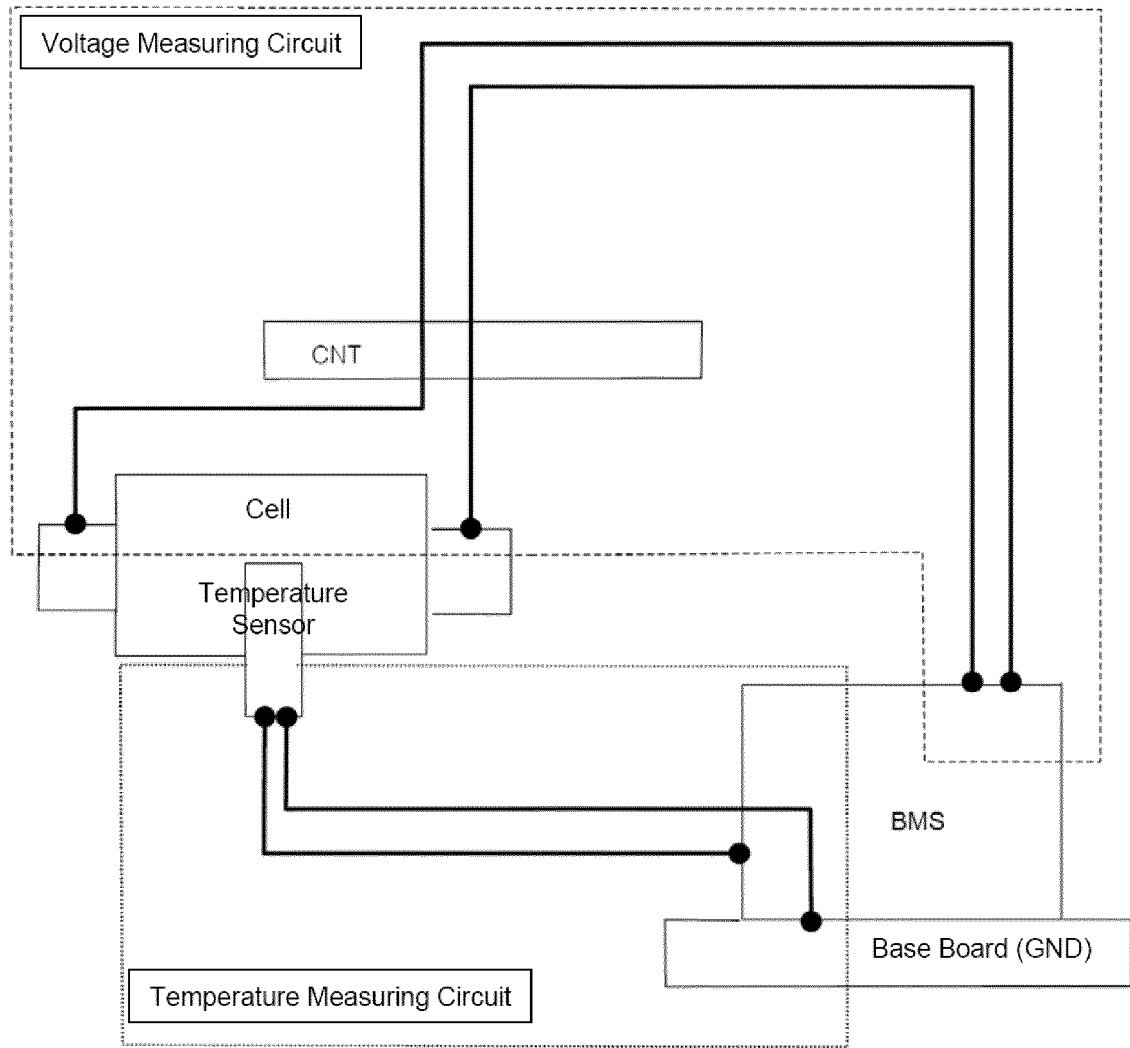 Voltage Measuring Circuit
CNT
Cell
Temperature
Sensor
BMS
Base Board (GND)
Temperature Measuring Circuit